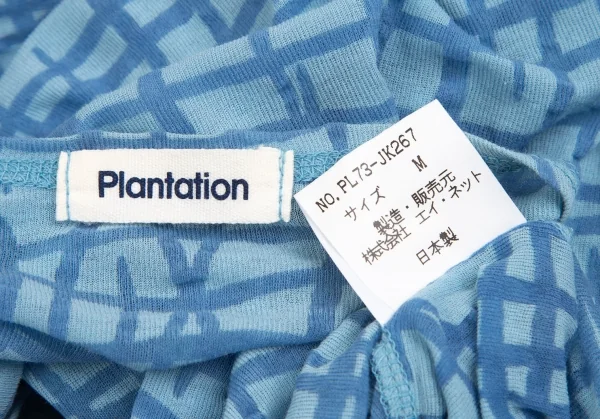 Plantation
NO.PL73-JK267
サイズ M
製造・販売元
株式会社 エイ・ネット
日本製